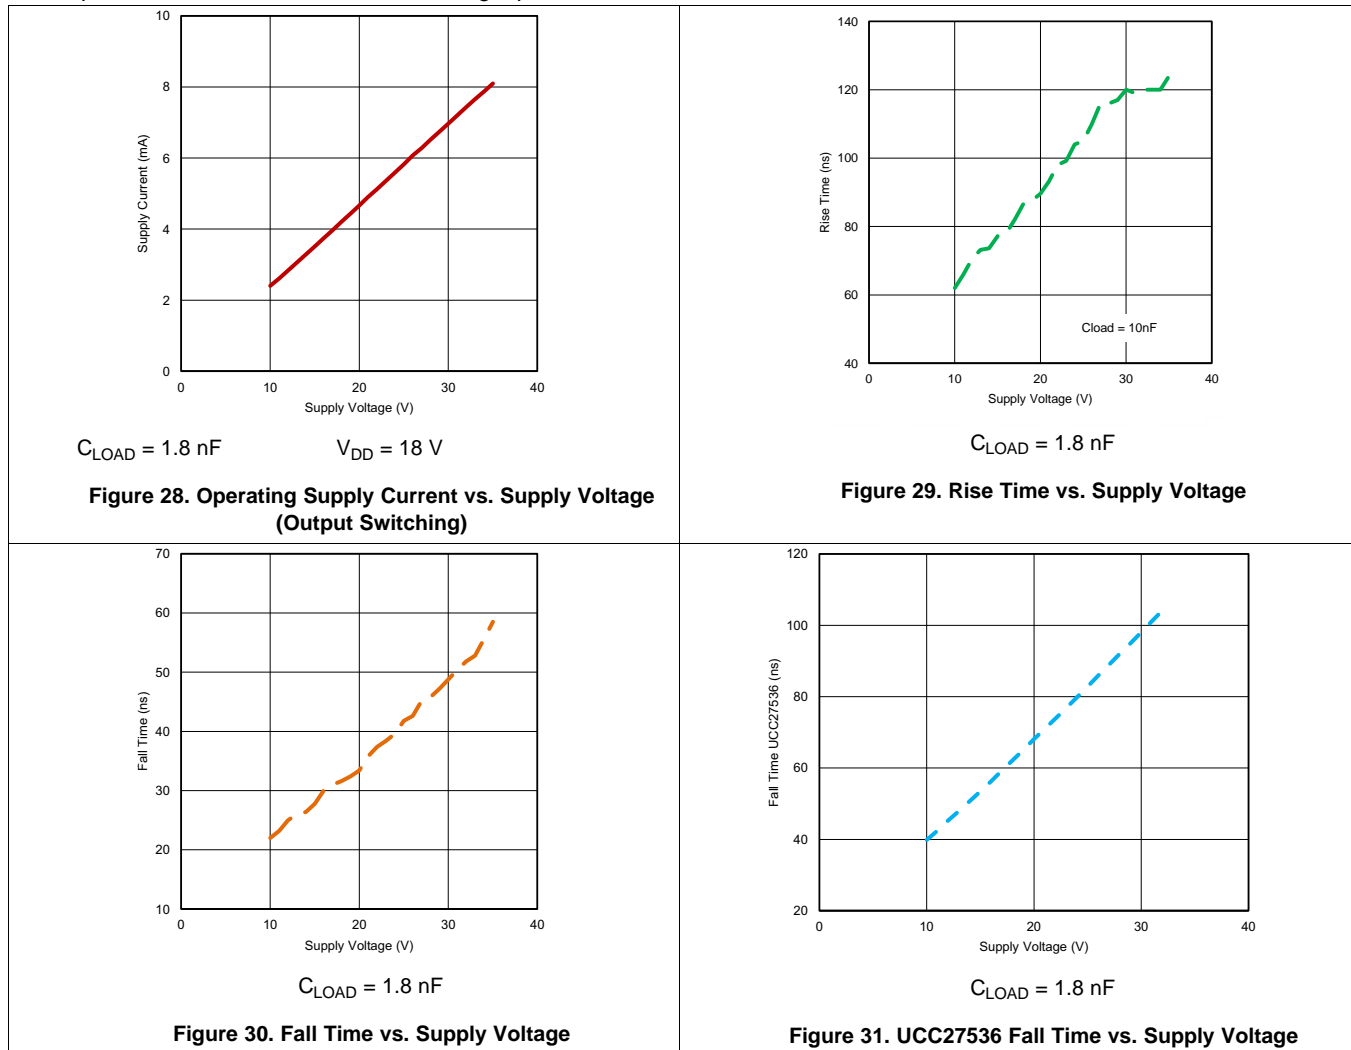 10
8
6
4
2
0
0 10 20 30 40
Supply Current (mA)
Supply Voltage (V)
C_LOAD = 1.8 nF V_DD = 18 V
Figure 28. Operating Supply Current vs. Supply Voltage
(Output Switching)
140
120
100
80
60
40
0 10 20 30 40
Rise Time (ns)
Cload = 10nF
Supply Voltage (V)
C_LOAD = 1.8 nF
Figure 29. Rise Time vs. Supply Voltage
70
60
50
40
30
20
10
0 10 20 30 40
Fall Time (ns)
Supply Voltage (V)
C_LOAD = 1.8 nF
Figure 30. Fall Time vs. Supply Voltage
120
100
80
60
40
20
0 10 20 30 40
Fall Time UCC27536 (ns)
Supply Voltage (V)
C_LOAD = 1.8 nF
Figure 31. UCC27536 Fall Time vs. Supply Voltage